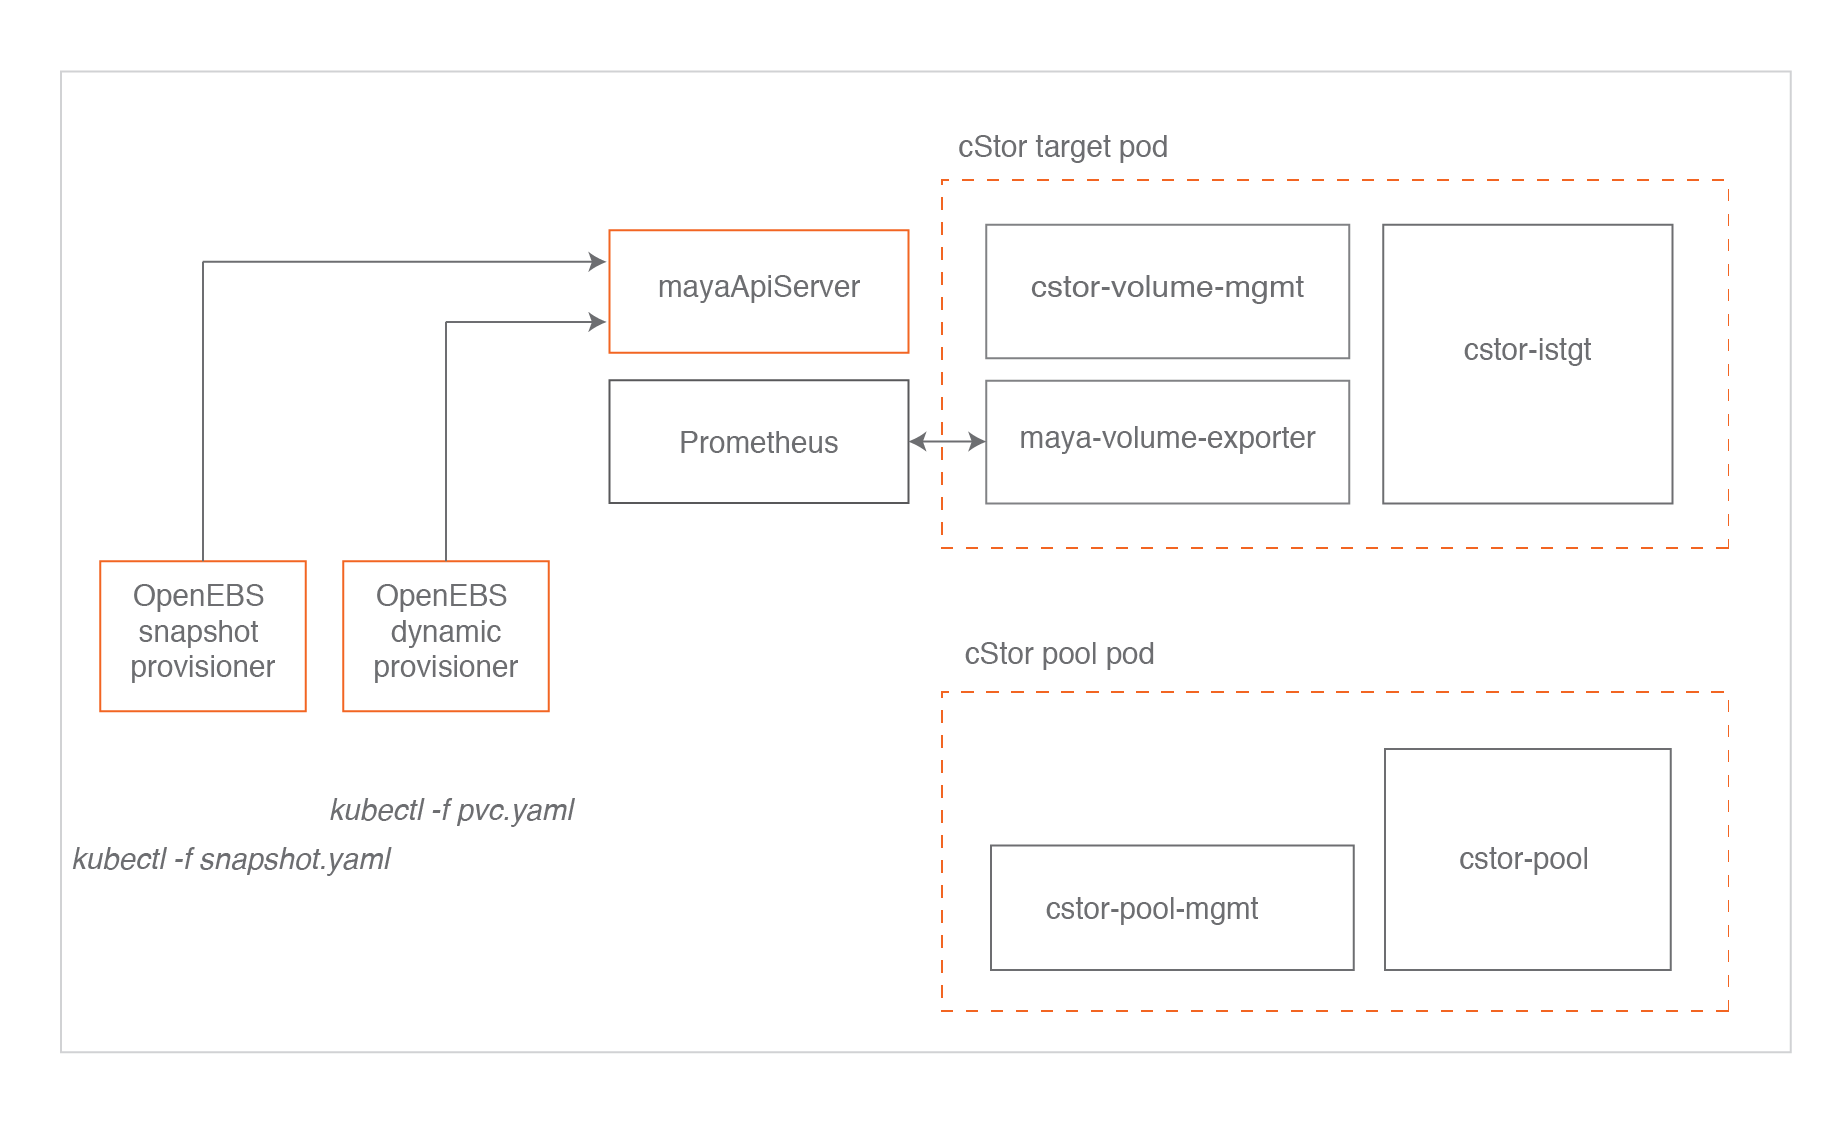 cStor target pod
mayaApiServer
cstor-volume-mgmt
cstor-istgt
Prometheus
maya-volume-exporter
OpenEBS
snapshot
provisioner
OpenEBS
dynamic
provisioner
cStor pool pod
kubectl -f pvc.yaml
kubectl -f snapshot.yaml
cstor-pool
cstor-pool-mgmt